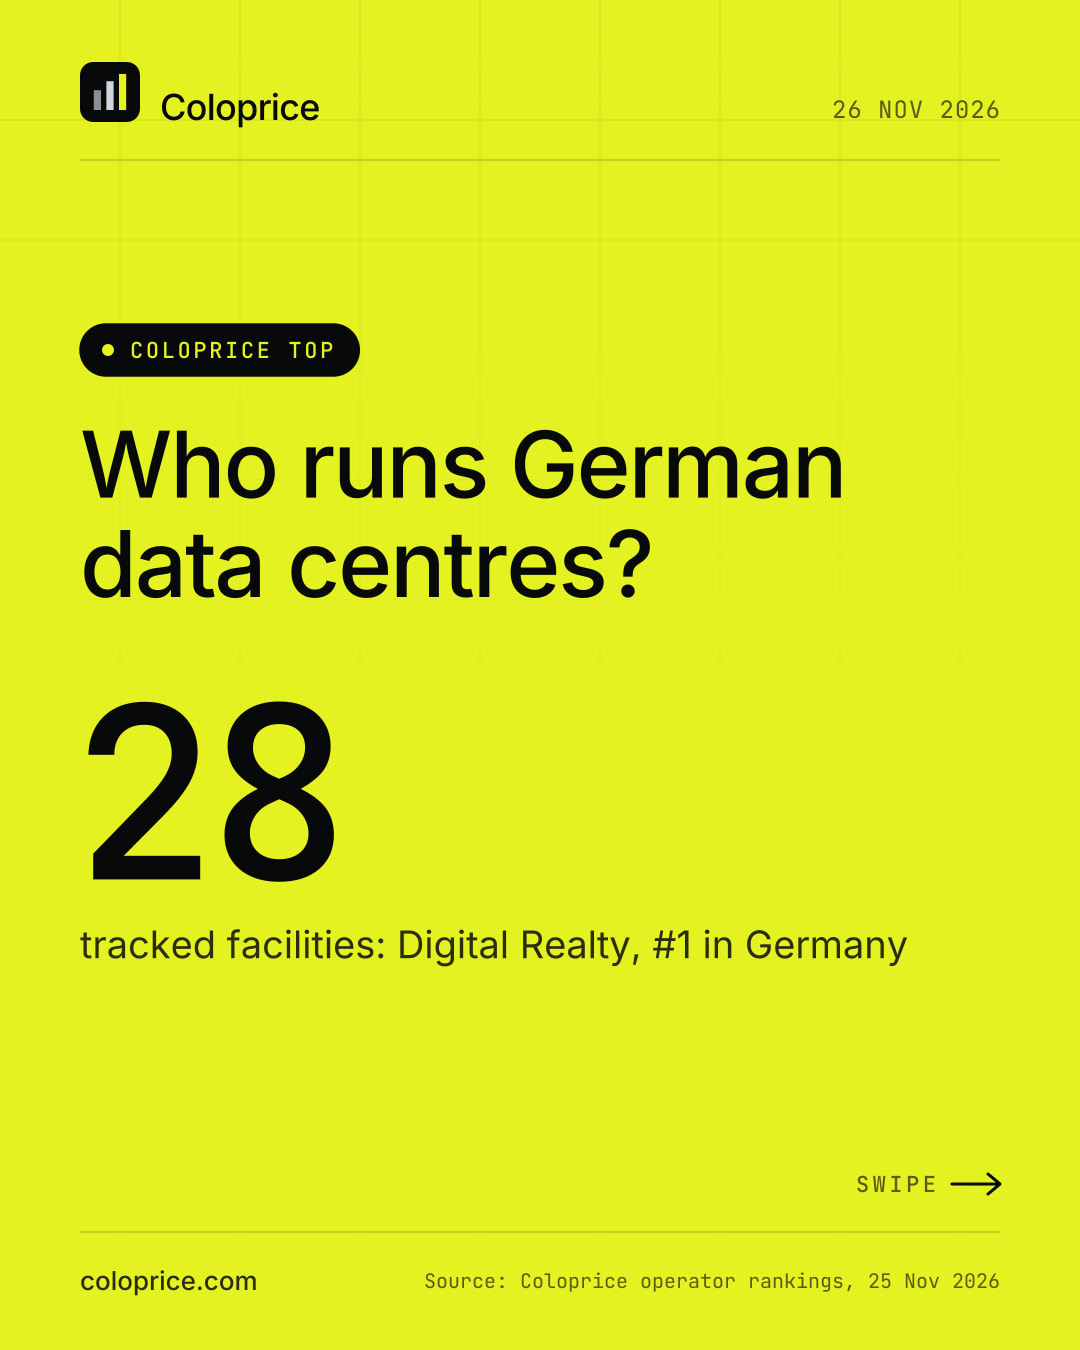 Coloprice
26 NOV 2026
COLOPRICE TOP
Who runs German
data centres?
28
tracked facilities: Digital Realty, #1 in Germany
SWIPE
coloprice.com
Source: Coloprice operator rankings, 25 Nov 2026